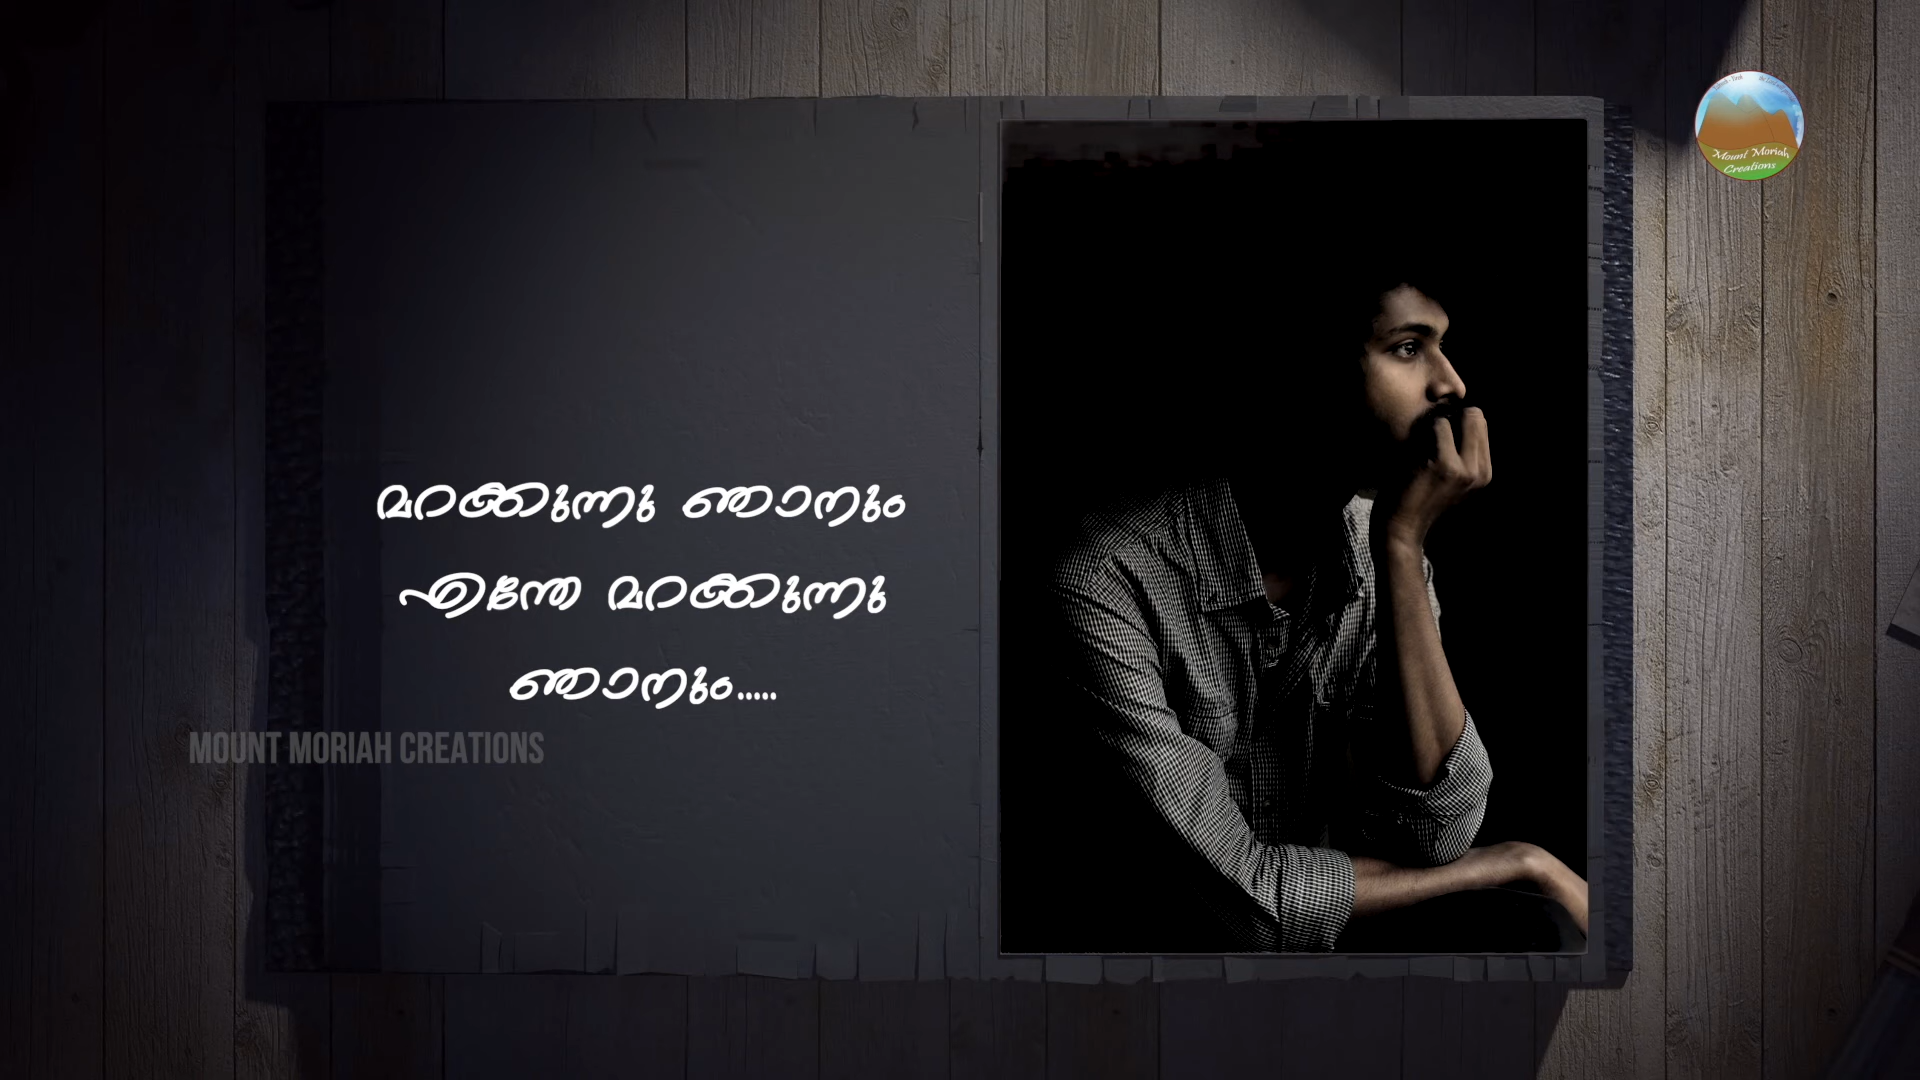 മറക്കുന്നു ഞാനും
എന്തേ മറക്കുന്നു
ഞാനും.....
MOUNT MORIAH CREATIONS
Mount Moriah
Creations